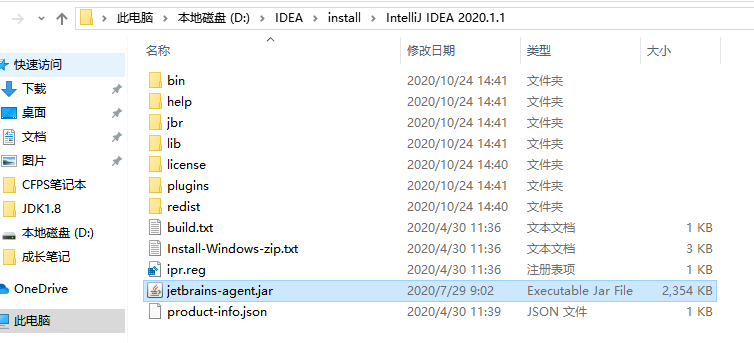 此电脑 > 本地磁盘 (D:) > IDEA > install > IntelliJ IDEA 2020.1.1
名称 修改日期 类型 大小
快速访问
下载
桌面
文档
图片
CFPS笔记本
JDK1.8
本地磁盘 (D:)
成长笔记
OneDrive
此电脑
bin 2020/10/24 14:41 文件夹
help 2020/10/24 14:41 文件夹
jbr 2020/10/24 14:41 文件夹
lib 2020/10/24 14:41 文件夹
license 2020/10/24 14:40 文件夹
plugins 2020/10/24 14:41 文件夹
redist 2020/10/24 14:40 文件夹
build.txt 2020/4/30 11:36 文本文档 1 KB
Install-Windows-zip.txt 2020/4/30 11:36 文本文档 3 KB
ipr.reg 2020/4/30 11:36 注册表项 1 KB
jetbrains-agent.jar 2020/7/29 9:02 Executable Jar File 2,354 KB
product-info.json 2020/4/30 11:39 JSON 文件 1 KB